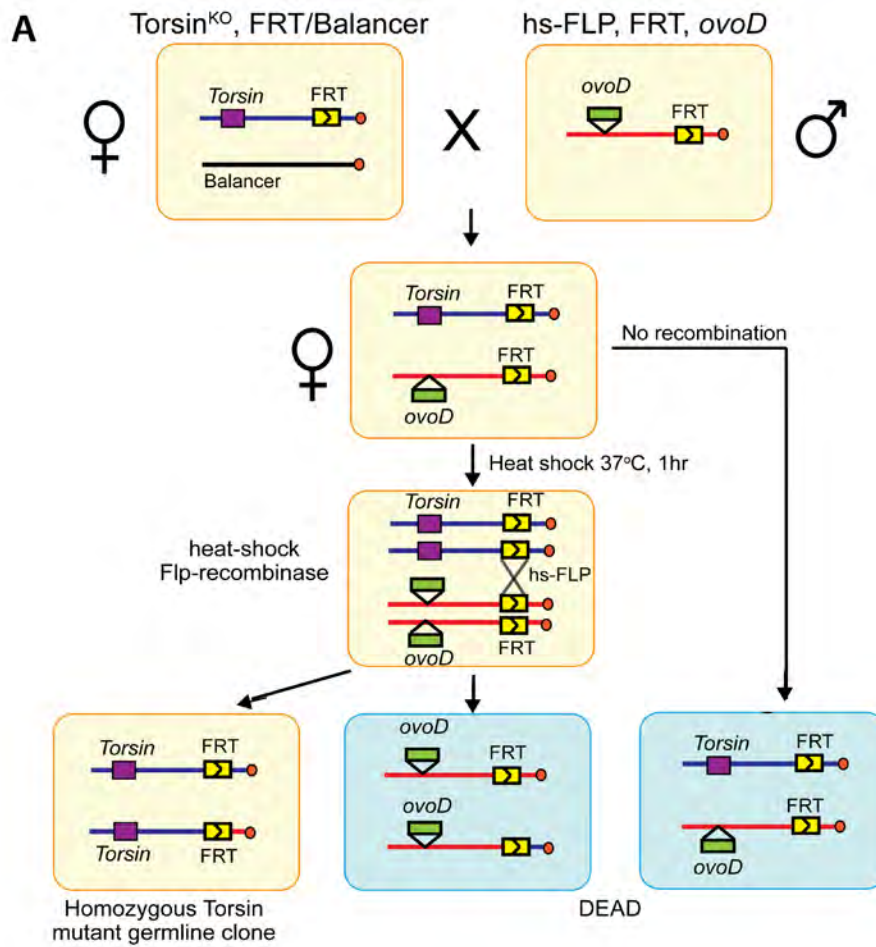 A
Torsin^KO, FRT/Balancer
hs-FLP, FRT, ovoD
Torsin
FRT
Balancer
X
ovoD
FRT
Torsin
FRT
FRT
ovoD
No recombination
Heat shock 37°C, 1hr
heat-shock
Flp-recombinase
Torsin
FRT
hs-FLP
ovoD
FRT
Torsin
FRT
Torsin
FRT
Homozygous Torsin
mutant germline clone
ovoD
FRT
ovoD
Torsin
FRT
FRT
ovoD
DEAD